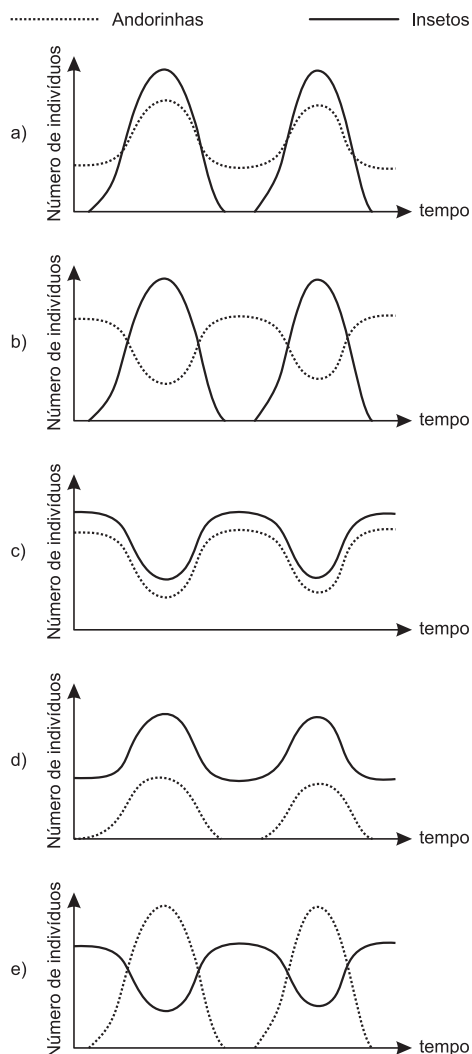 Andorinhas Insetos
a) Número de indivíduos tempo
b) Número de indivíduos tempo
c) Número de indivíduos tempo
d) Número de indivíduos tempo
e) Número de indivíduos tempo